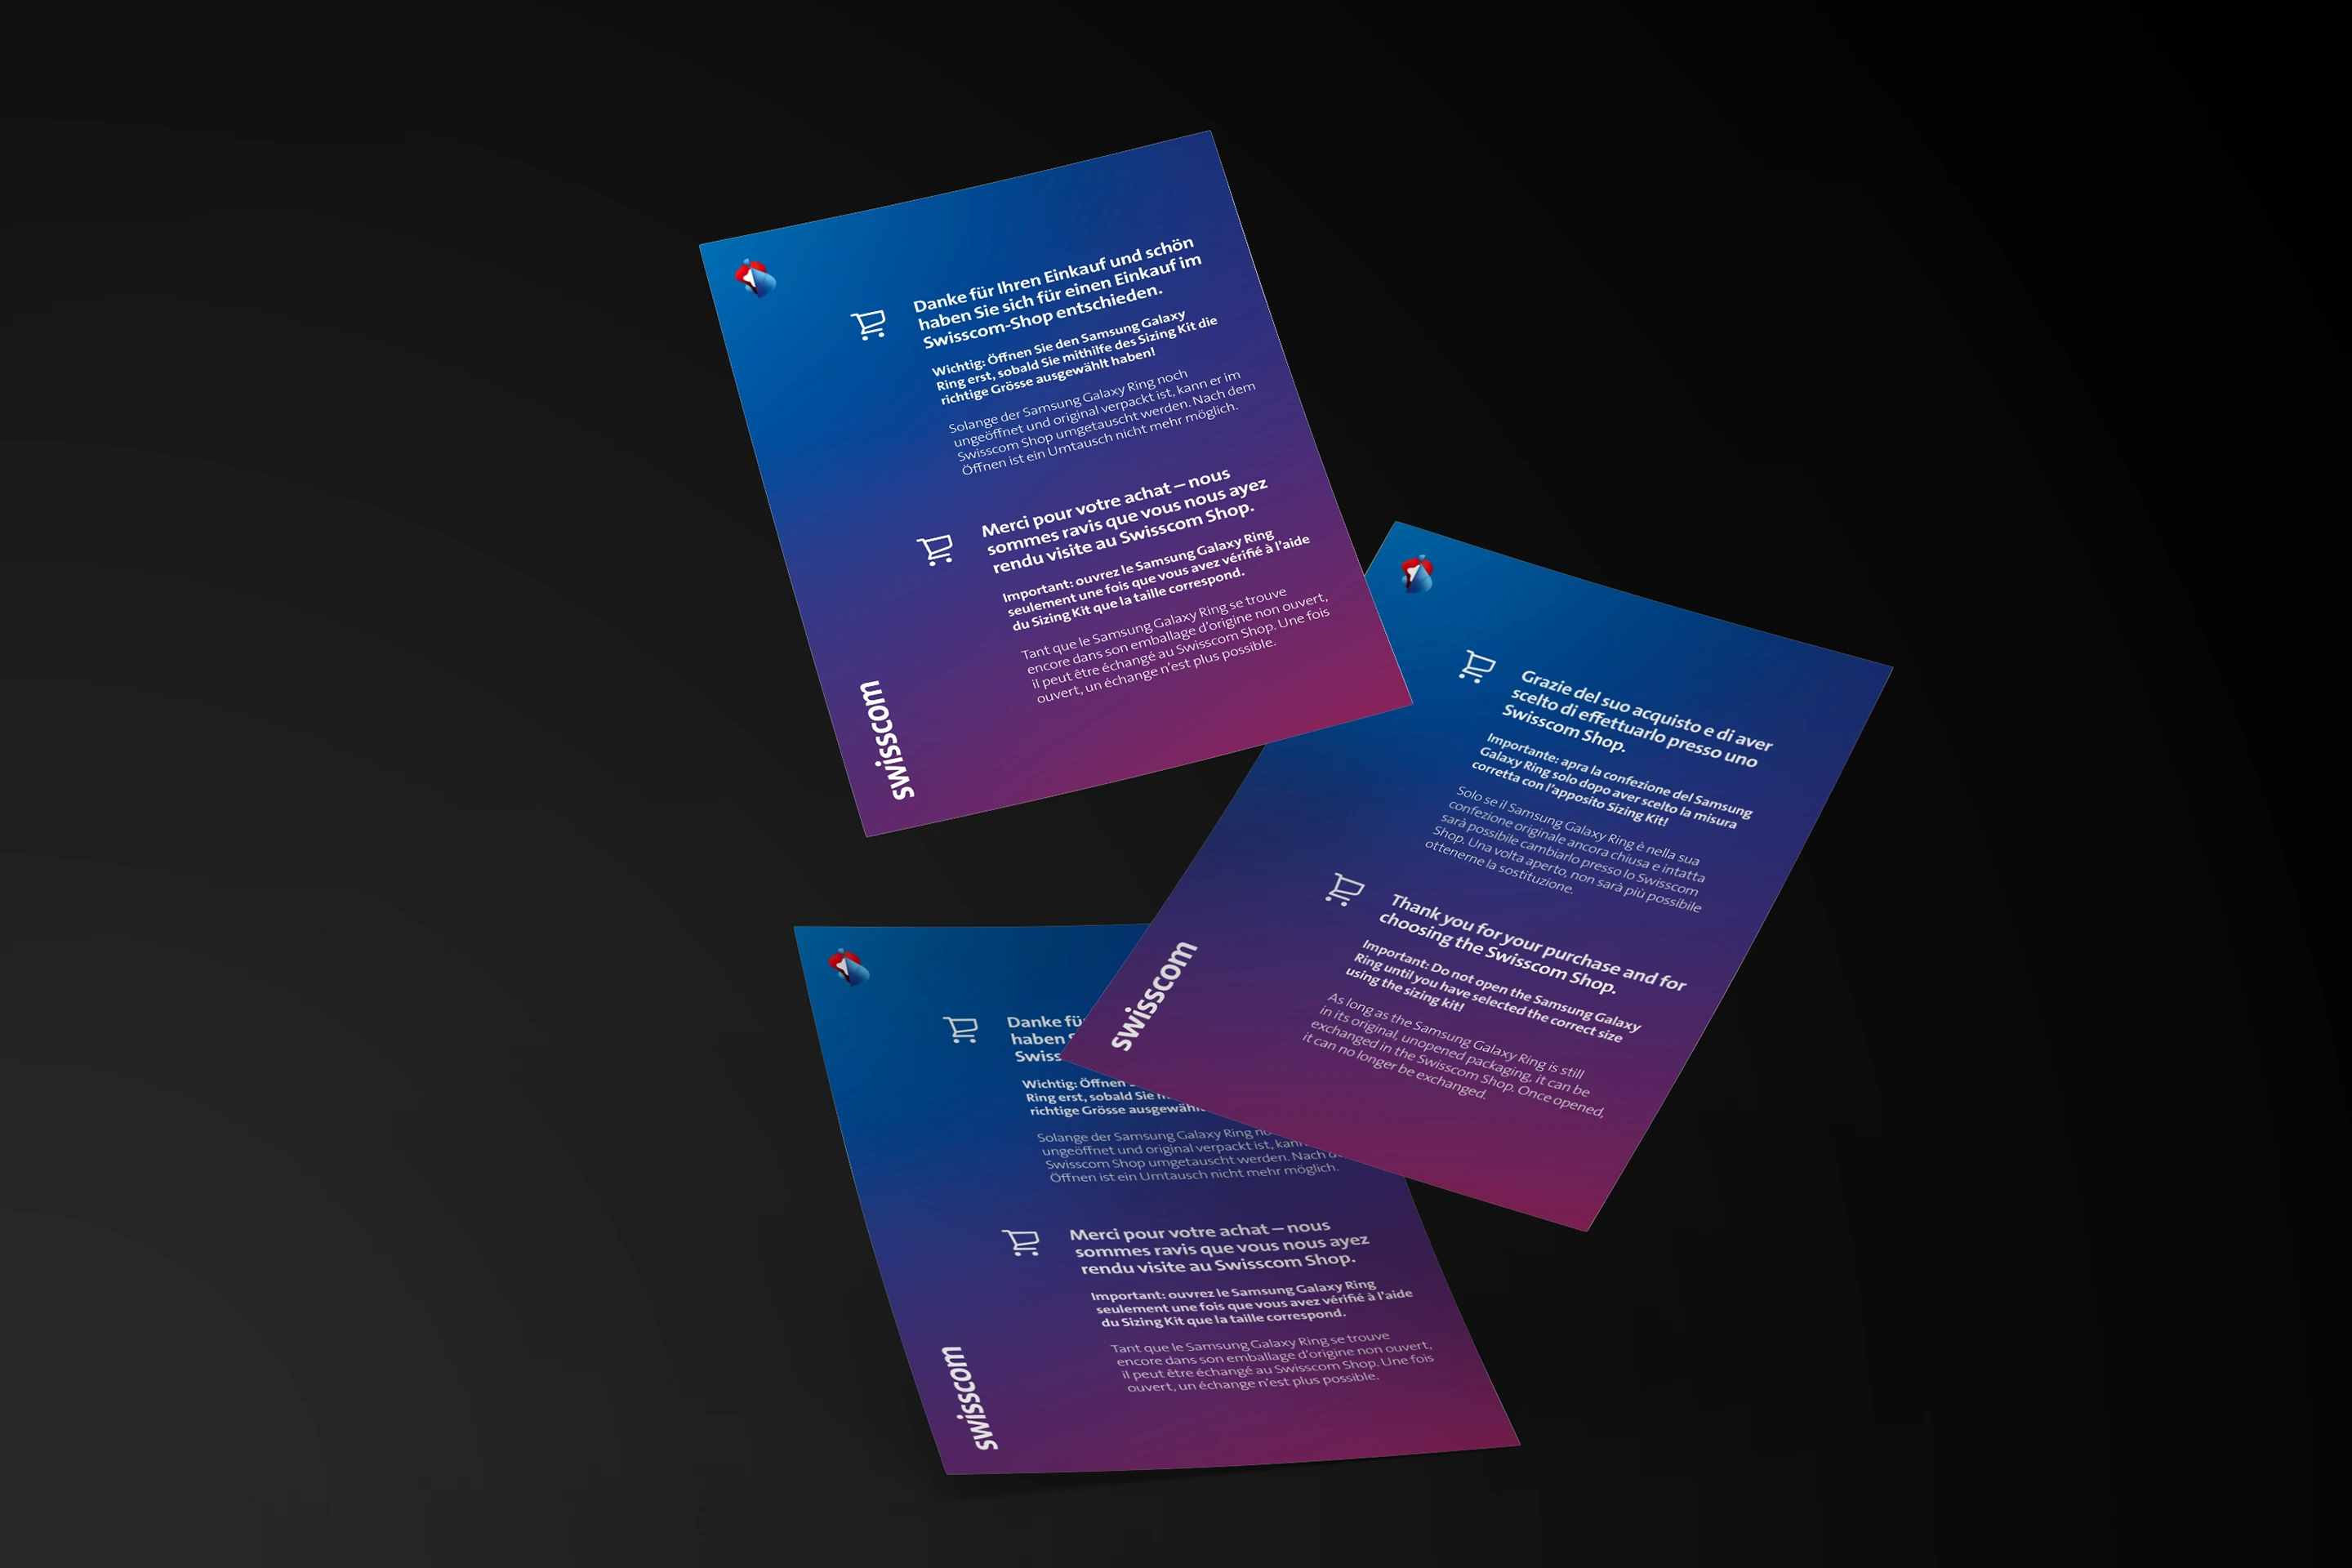 Danke für Ihren Einkauf und schön
haben Sie sich für einen Einkauf im
Swisscom-Shop entschieden.
Wichtig: Öffnen Sie den Samsung Galaxy
Ring erst, sobald Sie mithilfe des Sizing Kit die
richtige Grösse ausgewählt haben!
Solange der Samsung Galaxy Ring noch
ungeöffnet und original verpackt ist, kann er im
Swisscom Shop umgetauscht werden. Nach dem
Öffnen ist ein Umtausch nicht mehr möglich.
Merci pour votre achat – nous
sommes ravis que vous nous ayez
rendu visite au Swisscom Shop.
Important: ouvrez le Samsung Galaxy Ring
seulement une fois que vous avez vérifié à l'aide
du Sizing Kit que la taille correspond.
Tant que le Samsung Galaxy Ring se trouve
encore dans son emballage d'origine non ouvert,
il peut être échangé au Swisscom Shop. Une fois
ouvert, un échange n'est plus possible.
swisscom
Grazie del suo acquisto e di aver
scelto di effettuarlo presso uno
Swisscom Shop.
Importante: apra la confezione del Samsung
Galaxy Ring solo dopo aver scelto la misura
corretta con l'apposito Sizing Kit!
Solo se il Samsung Galaxy Ring è nella sua
confezione originale ancora chiusa e intatta
sarà possibile cambiarlo presso lo Swisscom
Shop. Una volta aperto, non sarà più possibile
ottenerne la sostituzione.
Thank you for your purchase and for
choosing the Swisscom Shop.
Important: Do not open the Samsung Galaxy
Ring until you have selected the correct size
using the sizing kit!
As long as the Samsung Galaxy Ring is still
in its original, unopened packaging, it can be
exchanged in the Swisscom Shop. Once opened,
it can no longer be exchanged.
swisscom
Danke fü
haben
Swiss
Wichtig: Öffnen
Ring erst, sobald Sie
richtige Grösse ausgewähl
Solange der Samsung Galaxy Ring no
ungeöffnet und original verpackt ist, kann
Swisscom Shop umgetauscht werden. Nach d
Öffnen ist ein Umtausch nicht mehr möglich.
Merci pour votre achat – nous
sommes ravis que vous nous ayez
rendu visite au Swisscom Shop.
Important: ouvrez le Samsung Galaxy Ring
seulement une fois que vous avez vérifié à l'aide
du Sizing Kit que la taille correspond.
Tant que le Samsung Galaxy Ring se trouve
encore dans son emballage d'origine non ouvert,
il peut être échangé au Swisscom Shop. Une fois
ouvert, un échange n'est plus possible.
swisscom